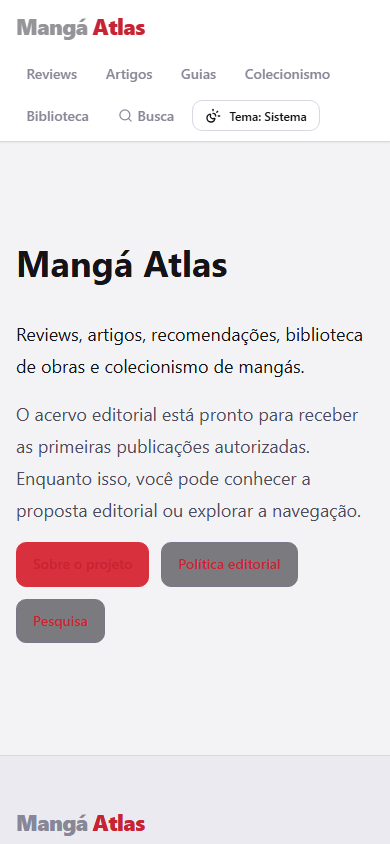 Mangá Atlas
Reviews Artigos Guias Colecionismo
Biblioteca Busca Tema: Sistema
Mangá Atlas
Reviews, artigos, recomendações, biblioteca
de obras e colecionismo de mangás.
O acervo editorial está pronto para receber
as primeiras publicações autorizadas.
Enquanto isso, você pode conhecer a
proposta editorial ou explorar a navegação.
Sobre o projeto Política editorial
Pesquisa
Mangá Atlas